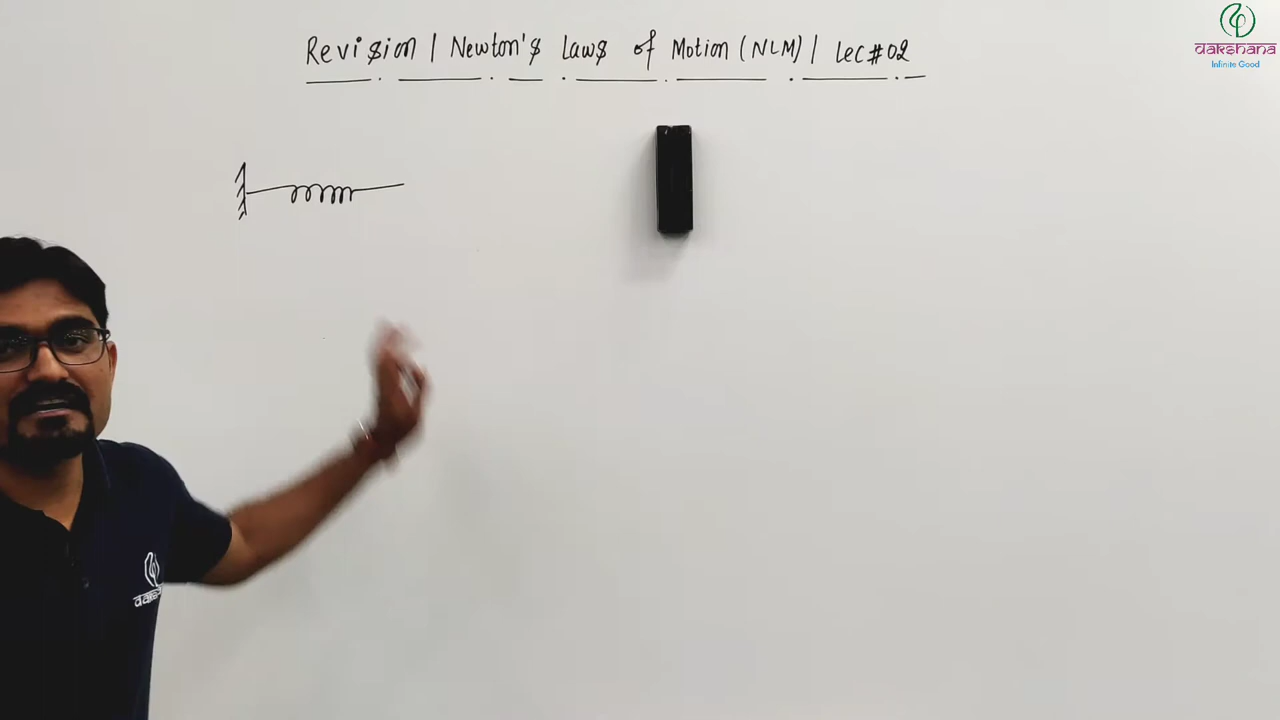 Revision | Newton's Laws of Motion (NLM) | Lec # 02
dakshana
Infinite Good